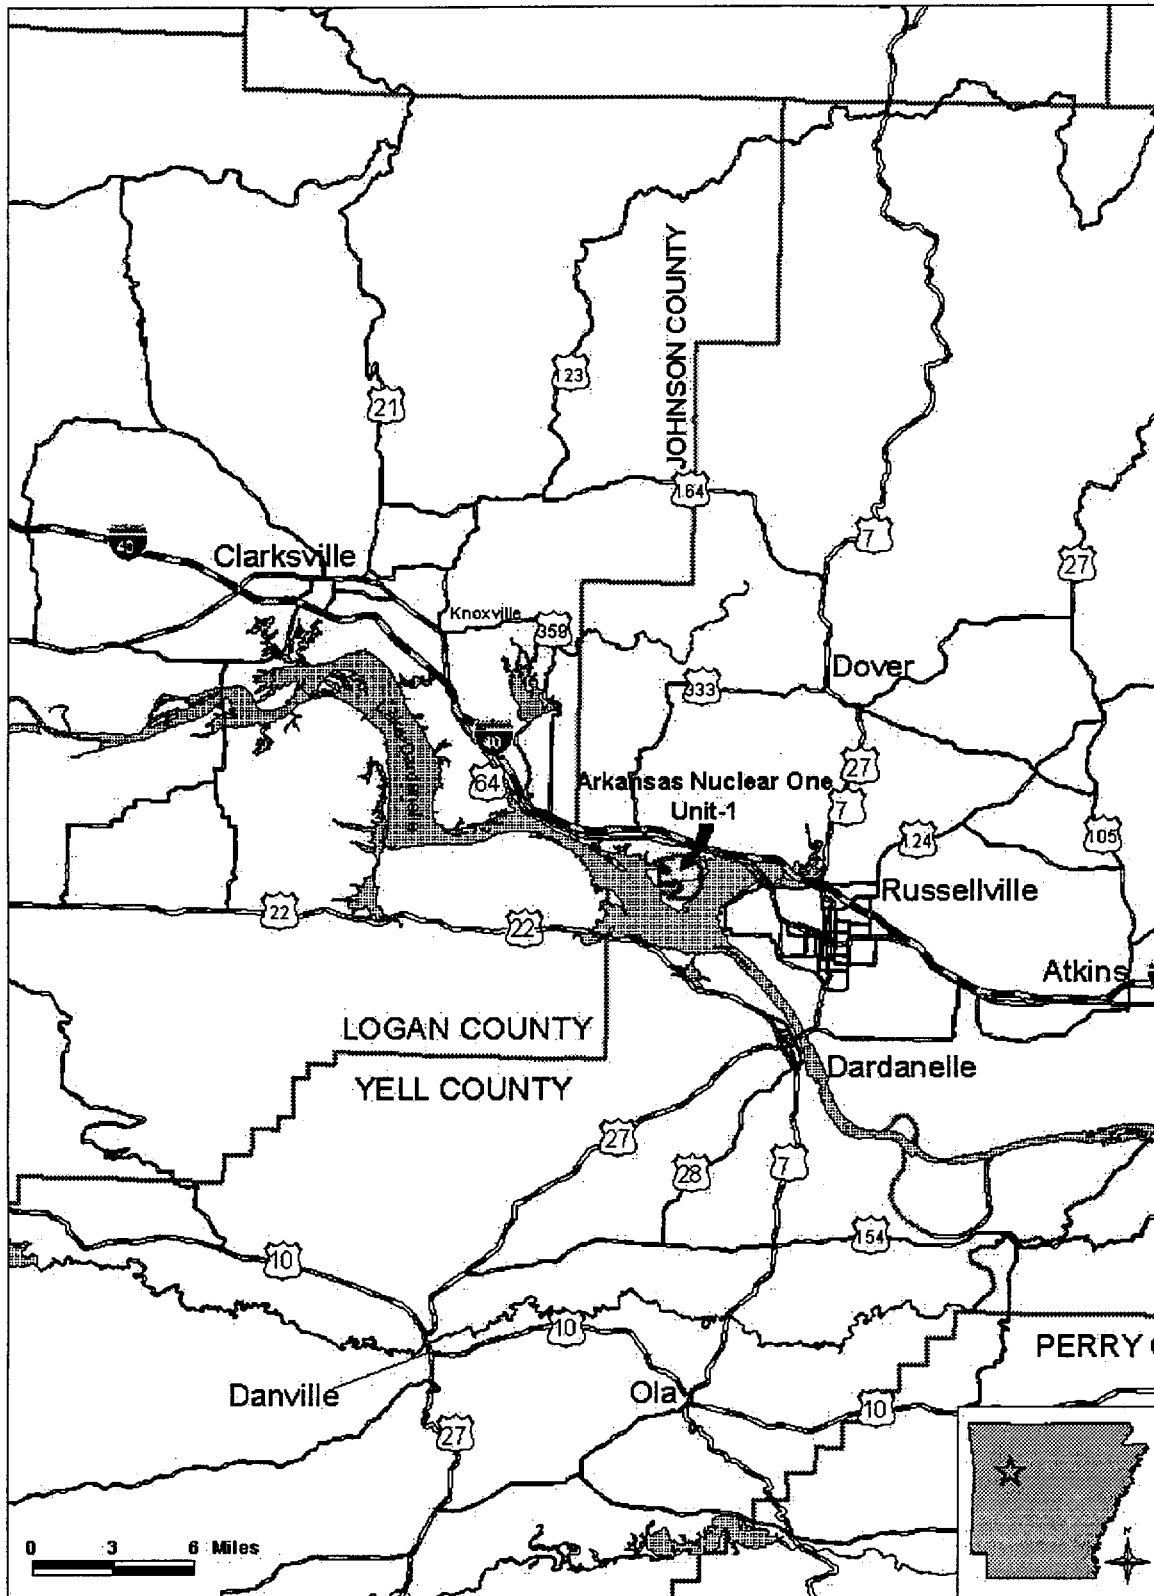 JOHNSON COUNTY
123
21
164
7
27
40
Clarksville
Knoxville
359
Dover
333
40
64
27
Arkansas Nuclear One
Unit-1
7
124
105
Russellville
22
22
Atkins
LOGAN COUNTY
Dardanelle
YELL COUNTY
27
28
7
154
10
10
PERRY C
Danville
Ola
10
27
0 3 6 Miles
N